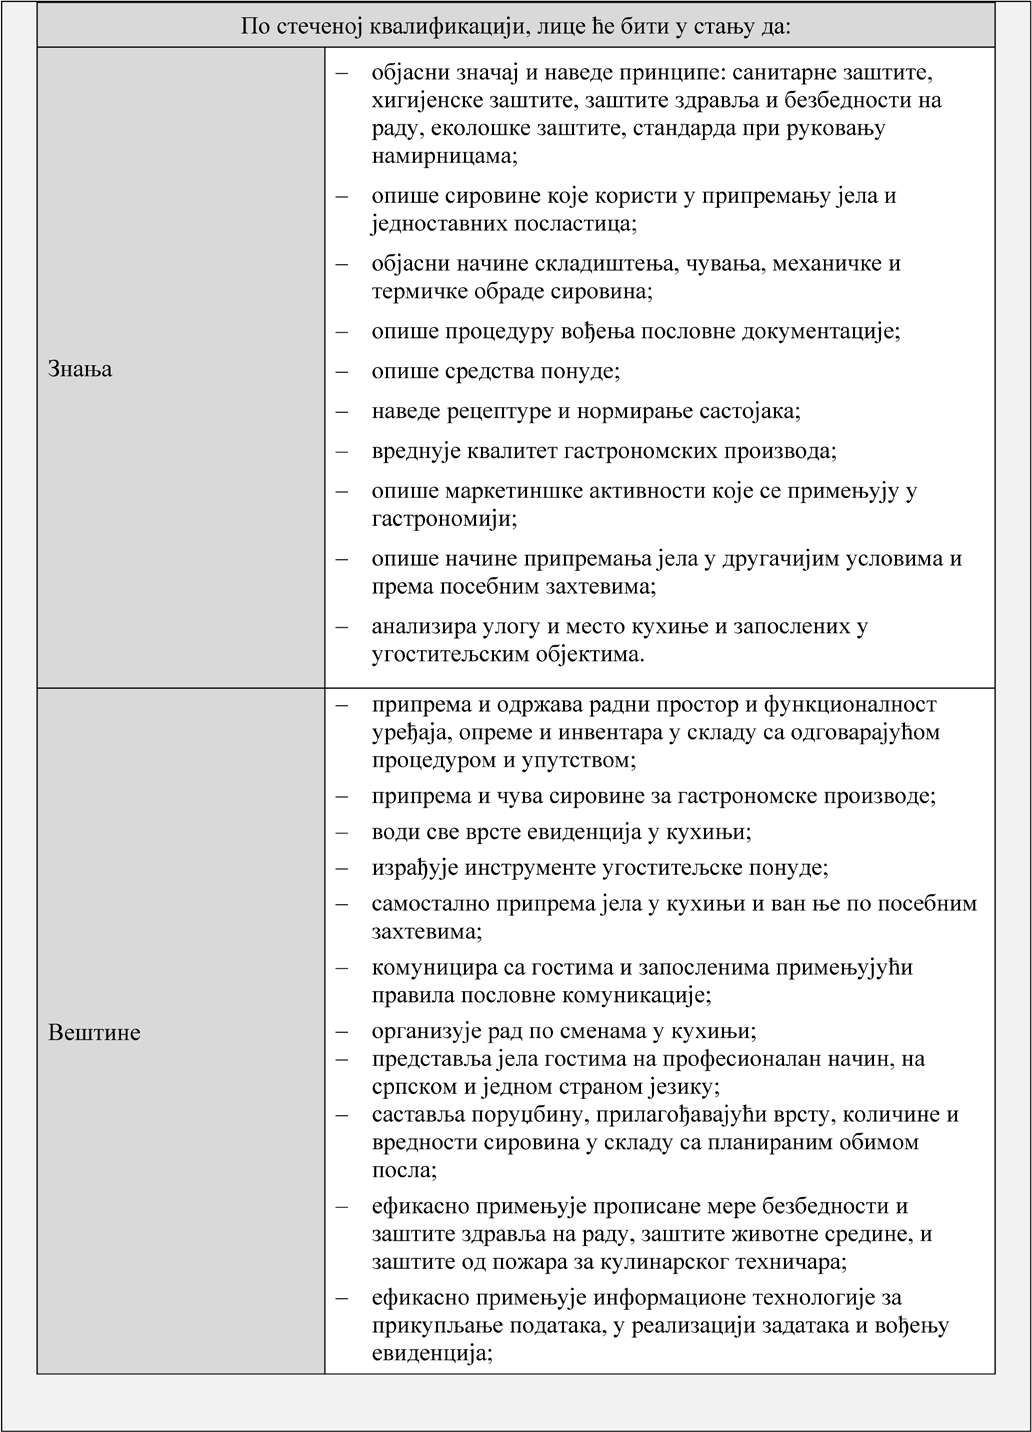 По стеченој квалификацији, лице ће бити у стању да:
Знања
– објасни значај и наведе принципе: санитарне заштите,
хигијенске заштите, заштите здравља и безбедности на
раду, еколошке заштите, стандарда при руковању
намирницама;
– опише сировине које користи у припремању јела и
једноставних посластица;
– објасни начине складиштења, чувања, механичке и
термичке обраде сировина;
– опише процедуру вођења пословне документације;
– опише средства понуде;
– наведе рецептуре и нормирање састојака;
– вреднује квалитет гастрономских производа;
– опише маркетиншке активности које се примењују у
гастрономији;
– опише начине припремања јела у другачијим условима и
према посебним захтевима;
– анализира улогу и место кухиње и запослених у
угоститељским објектима.
Вештине
– припрема и одржава радни простор и функционалност
уређаја, опреме и инвентара у складу са одговарајућом
процедуром и упутством;
– припрема и чува сировине за гастрономске производе;
– води све врсте евиденција у кухињи;
– израђује инструменте угоститељске понуде;
– самостално припрема јела у кухињи и ван ње по посебним
захтевима;
– комуницира са гостима и запосленима примењујући
правила пословне комуникације;
– организује рад по сменама у кухињи;
– представља јела гостима на професионалан начин, на
српском и једном страном језику;
– саставља поруџбину, прилагођавајући врсту, количине и
вредности сировина у складу са планираним обимом
посла;
– ефикасно примењује прописане мере безбедности и
заштите здравља на раду, заштите животне средине, и
заштите од пожара за кулинарског техничара;
– ефикасно примењује информационе технологије за
прикупљање података, у реализацији задатака и вођењу
евиденција;